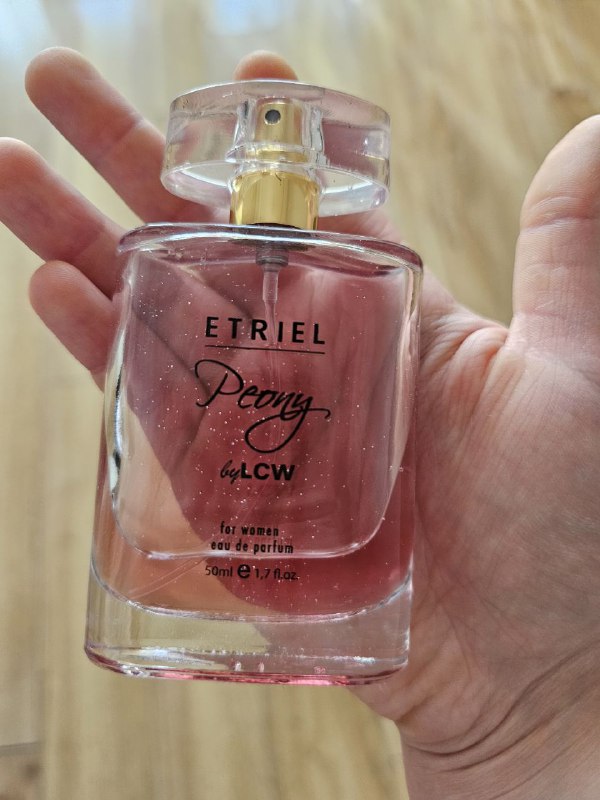 ETRIEL
Peony
byLCW
for women
eau de parfum
50ml e 1,7 fl.oz.